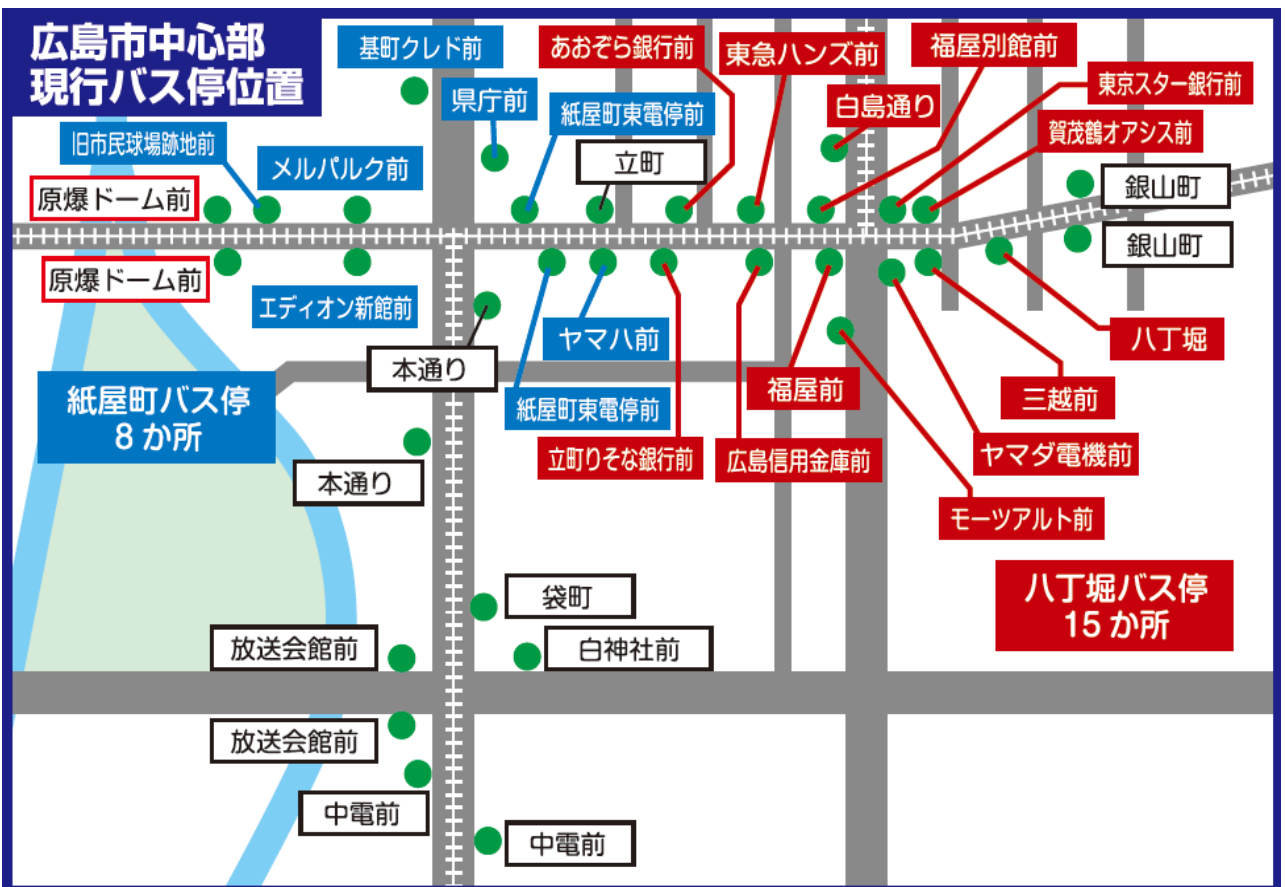 広島市中心部
現行バス停位置
基町クレド前
あおぞら銀行前
東急ハンズ前
福屋別館前
東京スター銀行前
県庁前
紙屋町東電停前
白島通り
賀茂鶴オアシス前
旧市民球場跡地前
メルパルク前
立町
銀山町
原爆ドーム前
銀山町
原爆ドーム前
エディオン新館前
ヤマハ前
八丁堀
本通り
紙屋町バス停
8か所
紙屋町東電停前
福屋前
三越前
立町りそな銀行前
広島信用金庫前
ヤマダ電機前
本通り
モーツアルト前
八丁堀バス停
15か所
袋町
放送会館前
白神社前
放送会館前
中電前
中電前